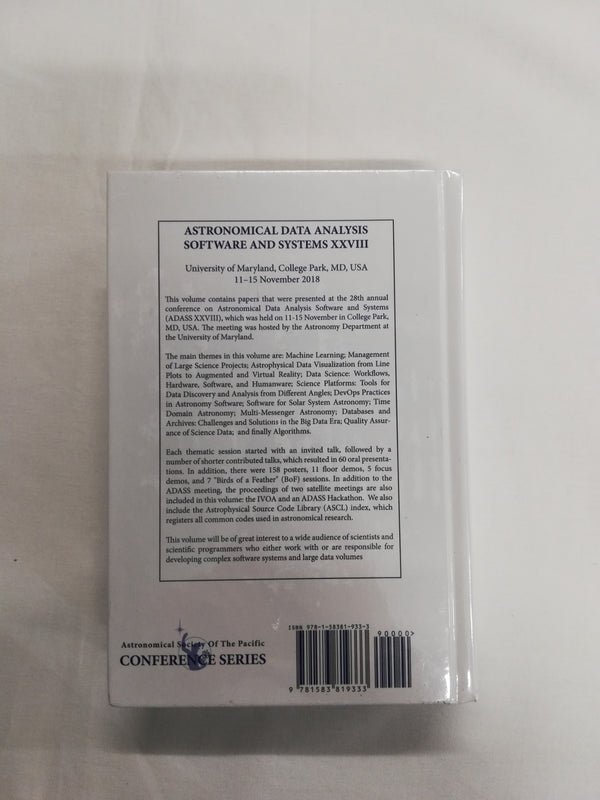 ASTRONOMICAL DATA ANALYSIS
SOFTWARE AND SYSTEMS XXVIII
University of Maryland, College Park, MD, USA
11–15 November 2018
This volume contains papers that were presented at the 28th annual
conference on Astronomical Data Analysis Software and Systems
(ADASS XXVIII), which was held on 11-15 November in College Park,
MD, USA. The meeting was hosted by the Astronomy Department at
the University of Maryland.
The main themes in this volume are: Machine Learning; Management
of Large Science Projects; Astrophysical Data Visualization from Line
Plots to Augmented and Virtual Reality; Data Science: Workflows,
Hardware, Software, and Humanware; Science Platforms: Tools for
Data Discovery and Analysis from Different Angles; DevOps Practices
in Astronomy Software; Software for Solar System Astronomy; Time
Domain Astronomy; Multi-Messenger Astronomy; Databases and
Archives: Challenges and Solutions in the Big Data Era; Quality Assur-
ance of Science Data; and finally Algorithms.
Each thematic session started with an invited talk, followed by a
number of shorter contributed talks, which resulted in 60 oral presenta-
tions. In addition, there were 158 posters, 11 floor demos, 5 focus
demos, and 7 "Birds of a Feather" (BoF) sessions. In addition to the
ADASS meeting, the proceedings of two satellite meetings are also
included in this volume: the IVOA and an ADASS Hackathon. We also
include the Astrophysical Source Code Library (ASCL) index, which
registers all common codes used in astronomical research.
This volume will be of great interest to a wide audience of scientists and
scientific programmers who either work with or are responsible for
developing complex software systems and large data volumes
Astronomical Society Of The Pacific
CONFERENCE SERIES
ISBN 978-1-58381-933-3
90000>
9 781583 819333